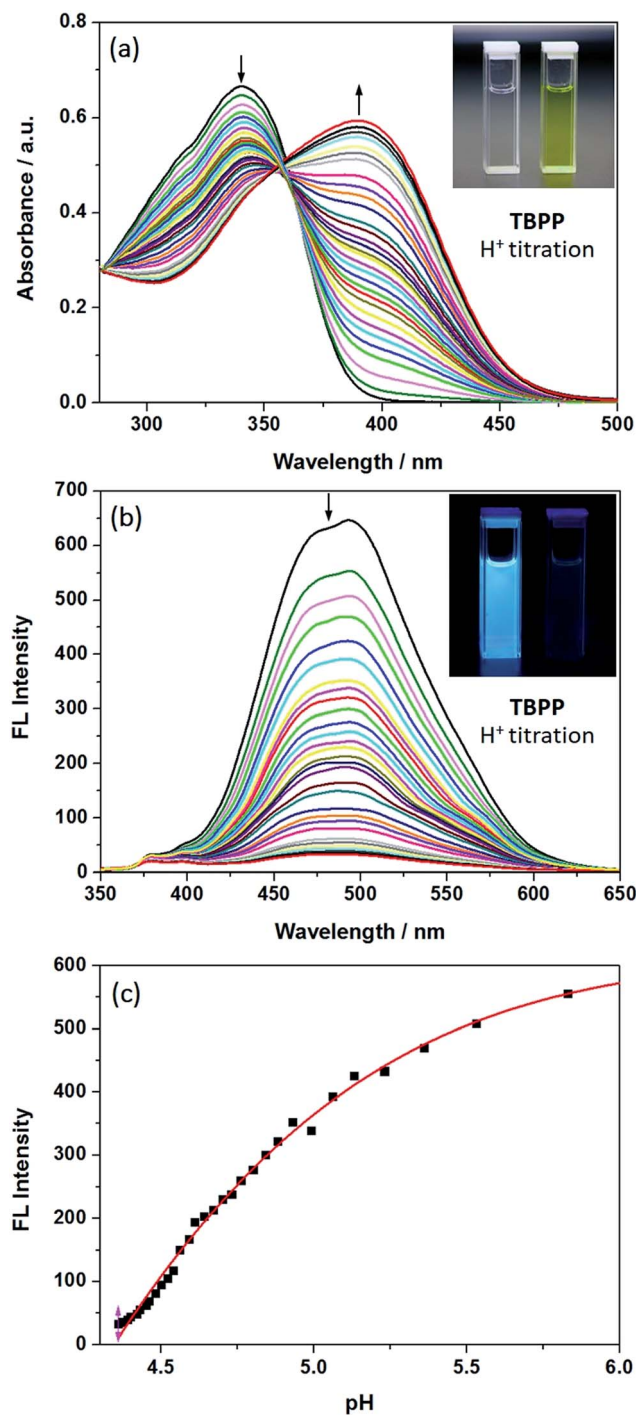 (a)
0.8
0.6
0.4
0.2
0.0
Absorbance / a.u.
TBPP
H⁺ titration
300 350 400 450 500
Wavelength / nm
(b)
700
600
500
400
300
200
100
0
FL Intensity
TBPP
H⁺ titration
350 400 450 500 550 600 650
Wavelength / nm
(c)
600
500
400
300
200
100
0
FL Intensity
4.5 5.0 5.5 6.0
pH